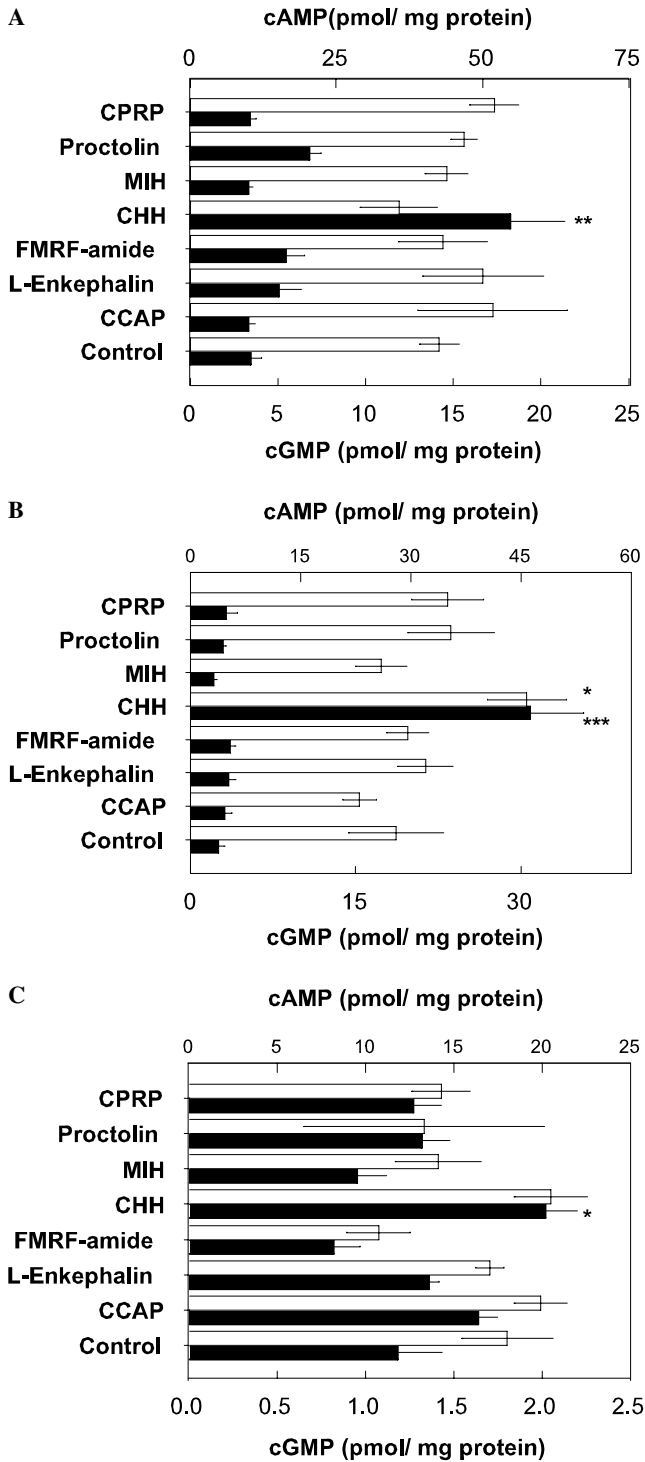 A
cAMP(pmol/ mg protein)
0 25 50 75
CPRP
Proctolin
MIH
CHH
**
FMRF-amide
L-Enkephalin
CCAP
Control
0 5 10 15 20 25
cGMP (pmol/ mg protein)
B
cAMP (pmol/ mg protein)
0 15 30 45 60
CPRP
Proctolin
MIH
*
CHH
***
FMRF-amide
L-Enkephalin
CCAP
Control
0 15 30
cGMP (pmol/ mg protein)
C
cAMP (pmol/ mg protein)
0 5 10 15 20 25
CPRP
Proctolin
MIH
CHH
*
FMRF-amide
L-Enkephalin
CCAP
Control
0.0 0.5 1.0 1.5 2.0 2.5
cGMP (pmol/ mg protein)